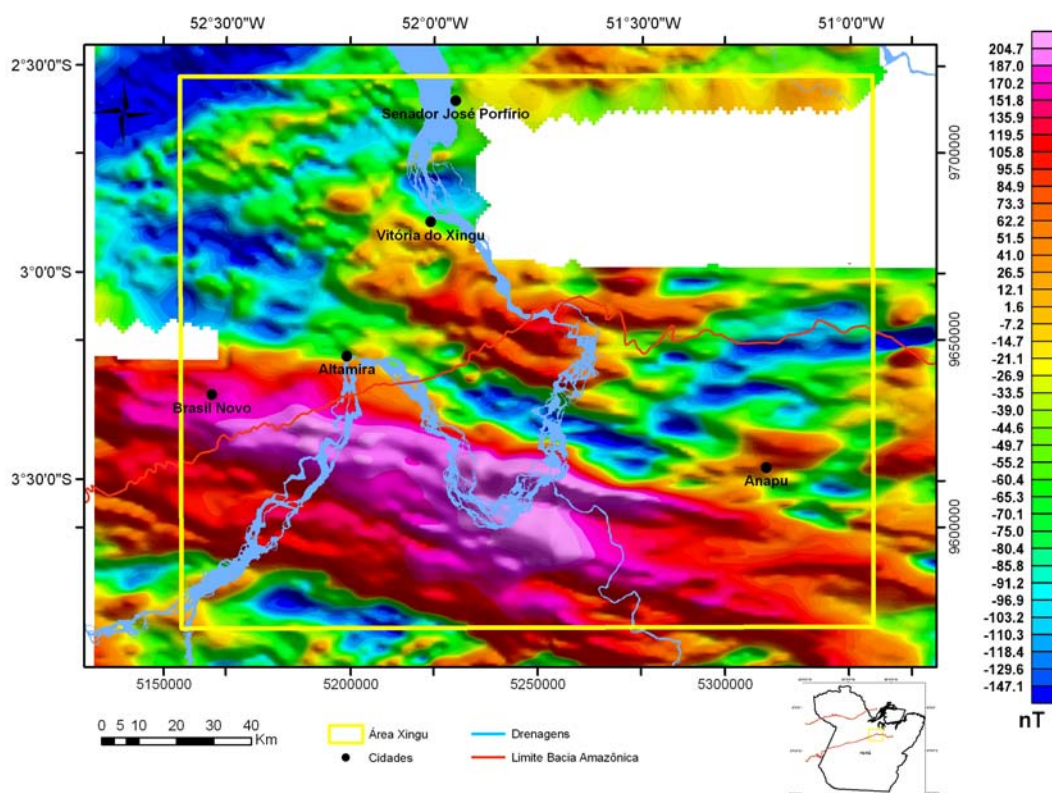 52°30'0"W 52°0'0"W 51°30'0"W 51°0'0"W
2°30'0"S
3°0'0"S
3°30'0"S
Senador José Porfírio
Vitória do Xingu
Altamira
Brasil Novo
Anapu
9700000
9650000
9600000
5150000 5200000 5250000 5300000
204.7
187.0
170.2
151.8
135.9
119.1
105.8
95.5
84.9
73.3
62.2
51.5
41.0
26.5
12.1
1.6
-7.2
-14.7
-21.1
-26.9
-33.5
-39.0
-44.6
-49.7
-55.2
-60.4
-65.3
-70.1
-75.0
-80.4
-85.8
-91.2
-96.9
-103.2
-110.3
-118.4
-129.6
-147.1
nT
0 5 10 20 30 40
Km
Área Xingu
Cidades
Drenagens
Limite Bacia Amazônica